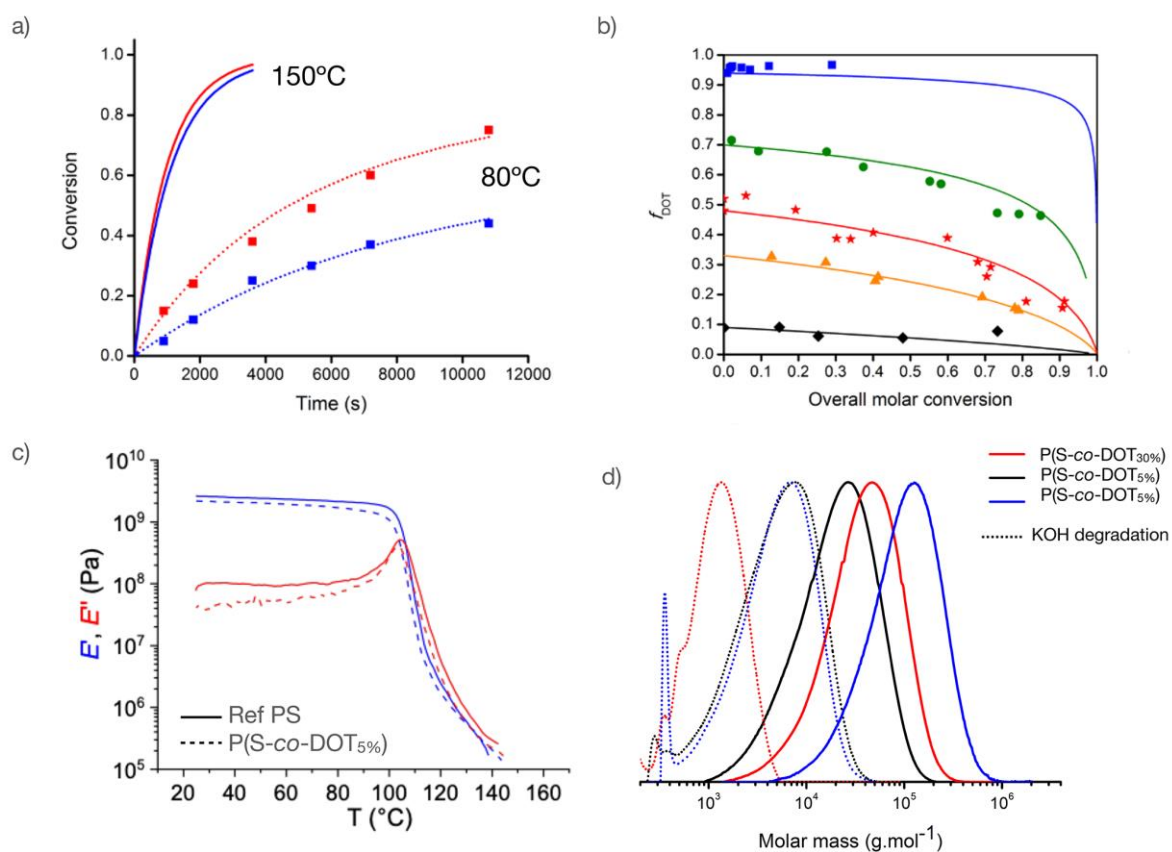 a)
Conversion
1.0
0.8
0.6
0.4
0.2
0.0
150ºC
80ºC
0 2000 4000 6000 8000 10000 12000
Time (s)
b)
f_DOT
1.0
0.9
0.8
0.7
0.6
0.5
0.4
0.3
0.2
0.1
0.0
0.0 0.1 0.2 0.3 0.4 0.5 0.6 0.7 0.8 0.9 1.0
Overall molar conversion
c)
E', E" (Pa)
10^10
10^9
10^8
10^7
10^6
10^5
Ref PS
P(S-co-DOT5%)
20 40 60 80 100 120 140 160
T (°C)
d)
P(S-co-DOT30%)
P(S-co-DOT5%)
P(S-co-DOT5%)
KOH degradation
10^3 10^4 10^5 10^6
Molar mass (g.mol^-1)